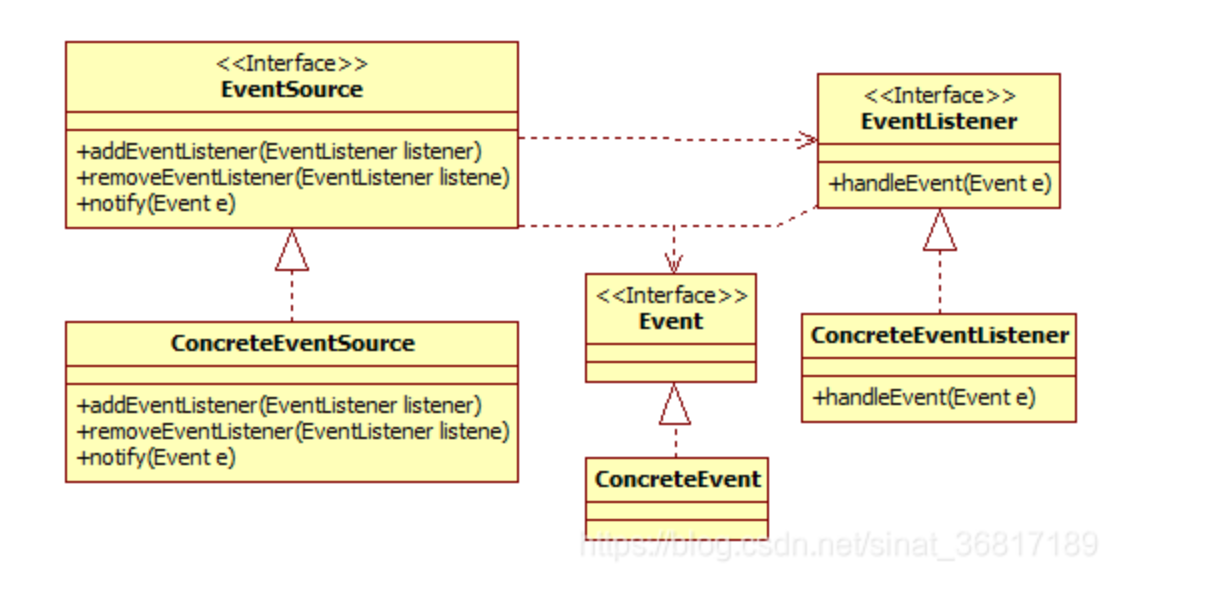 <<Interface>>
EventSource
+addEventListener(EventListener listener)
+removeEventListener(EventListener listene)
+notify(Event e)
<<Interface>>
EventListener
+handleEvent(Event e)
<<Interface>>
Event
ConcreteEventSource
+addEventListener(EventListener listener)
+removeEventListener(EventListener listene)
+notify(Event e)
ConcreteEventListener
+handleEvent(Event e)
ConcreteEvent
https://blog.csdn.net/sinat_36817189